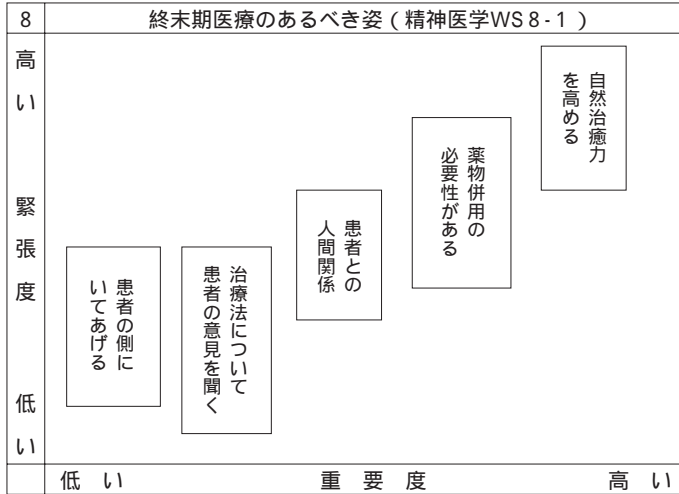 8
終末期医療のあるべき姿（精神医学WS8-1）
高い　緊張度　低い
自然治癒力
を高める
薬物併用の
必要性がある
患者との
人間関係
治療法について
患者の意見を聞く
患者の側に
いてあげる
低い　重要度　高い